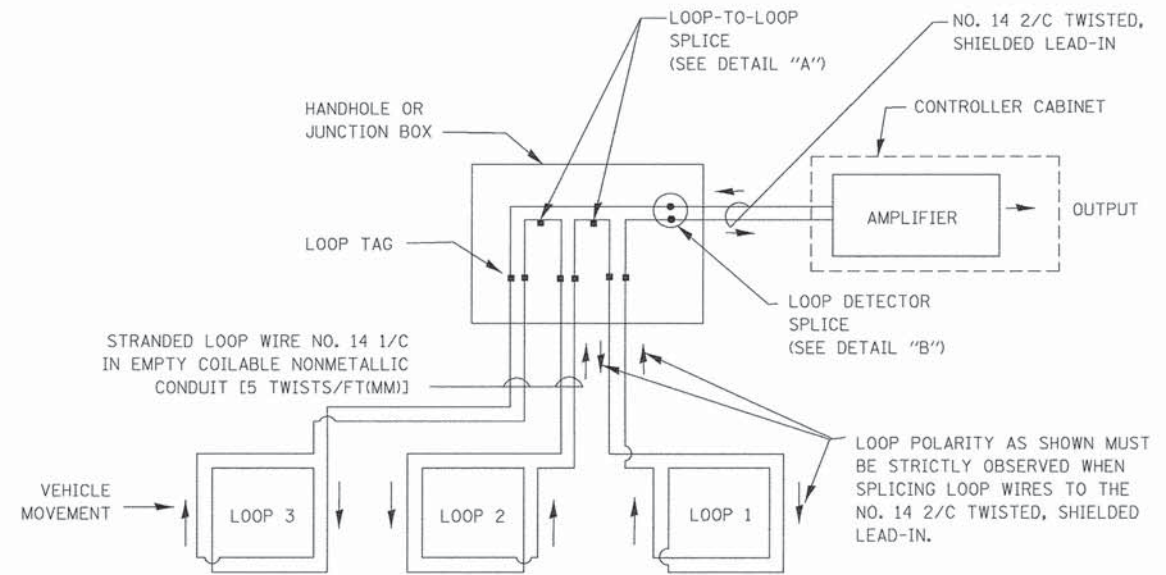 LOOP-TO-LOOP
SPLICE
(SEE DETAIL "A")
NO. 14 2/C TWISTED,
SHIELDED LEAD-IN
HANDHOLE OR
JUNCTION BOX
CONTROLLER CABINET
AMPLIFIER
OUTPUT
LOOP TAG
LOOP DETECTOR
SPLICE
(SEE DETAIL "B")
STRANDED LOOP WIRE NO. 14 1/C
IN EMPTY COILABLE NONMETALLIC
CONDUIT [5 TWISTS/FT(MM)]
LOOP POLARITY AS SHOWN MUST
BE STRICTLY OBSERVED WHEN
SPLICING LOOP WIRES TO THE
NO. 14 2/C TWISTED, SHIELDED
LEAD-IN.
VEHICLE
MOVEMENT
LOOP 3
LOOP 2
LOOP 1